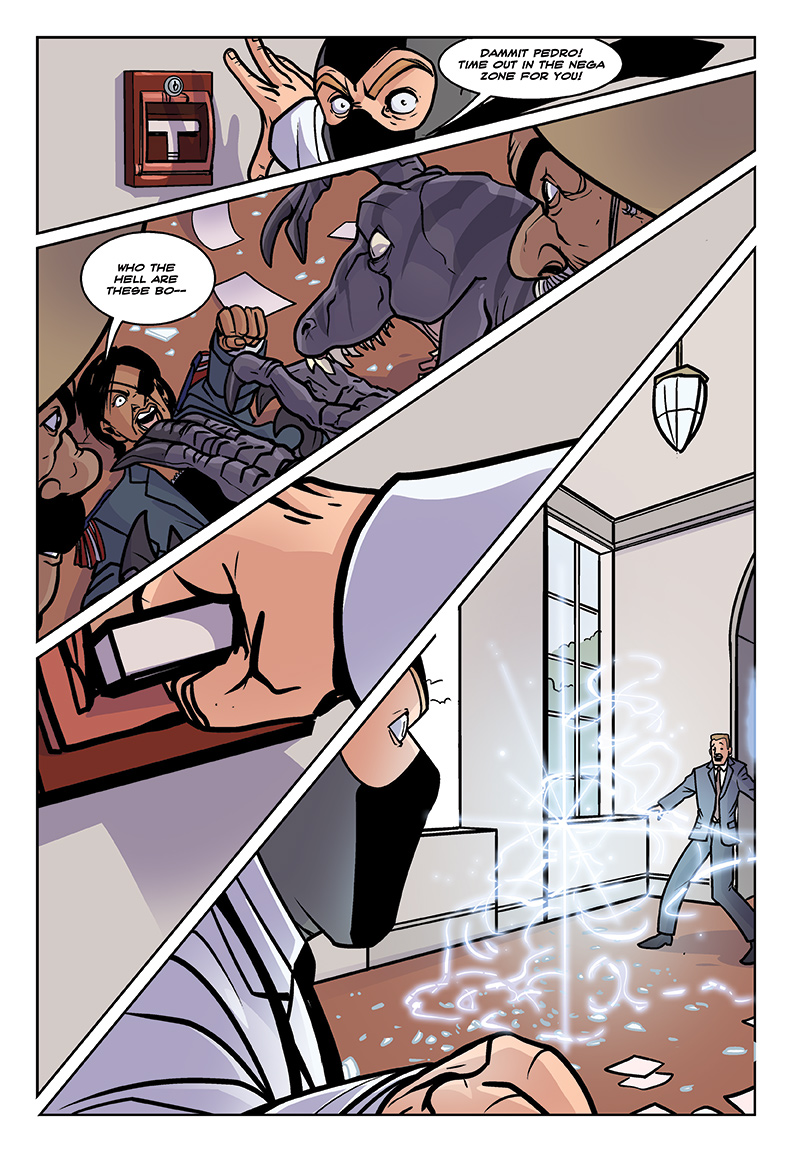 DAMMIT PEDRO!
TIME OUT IN THE NEGA
ZONE FOR YOU!
WHO THE
HELL ARE
THESE BO--